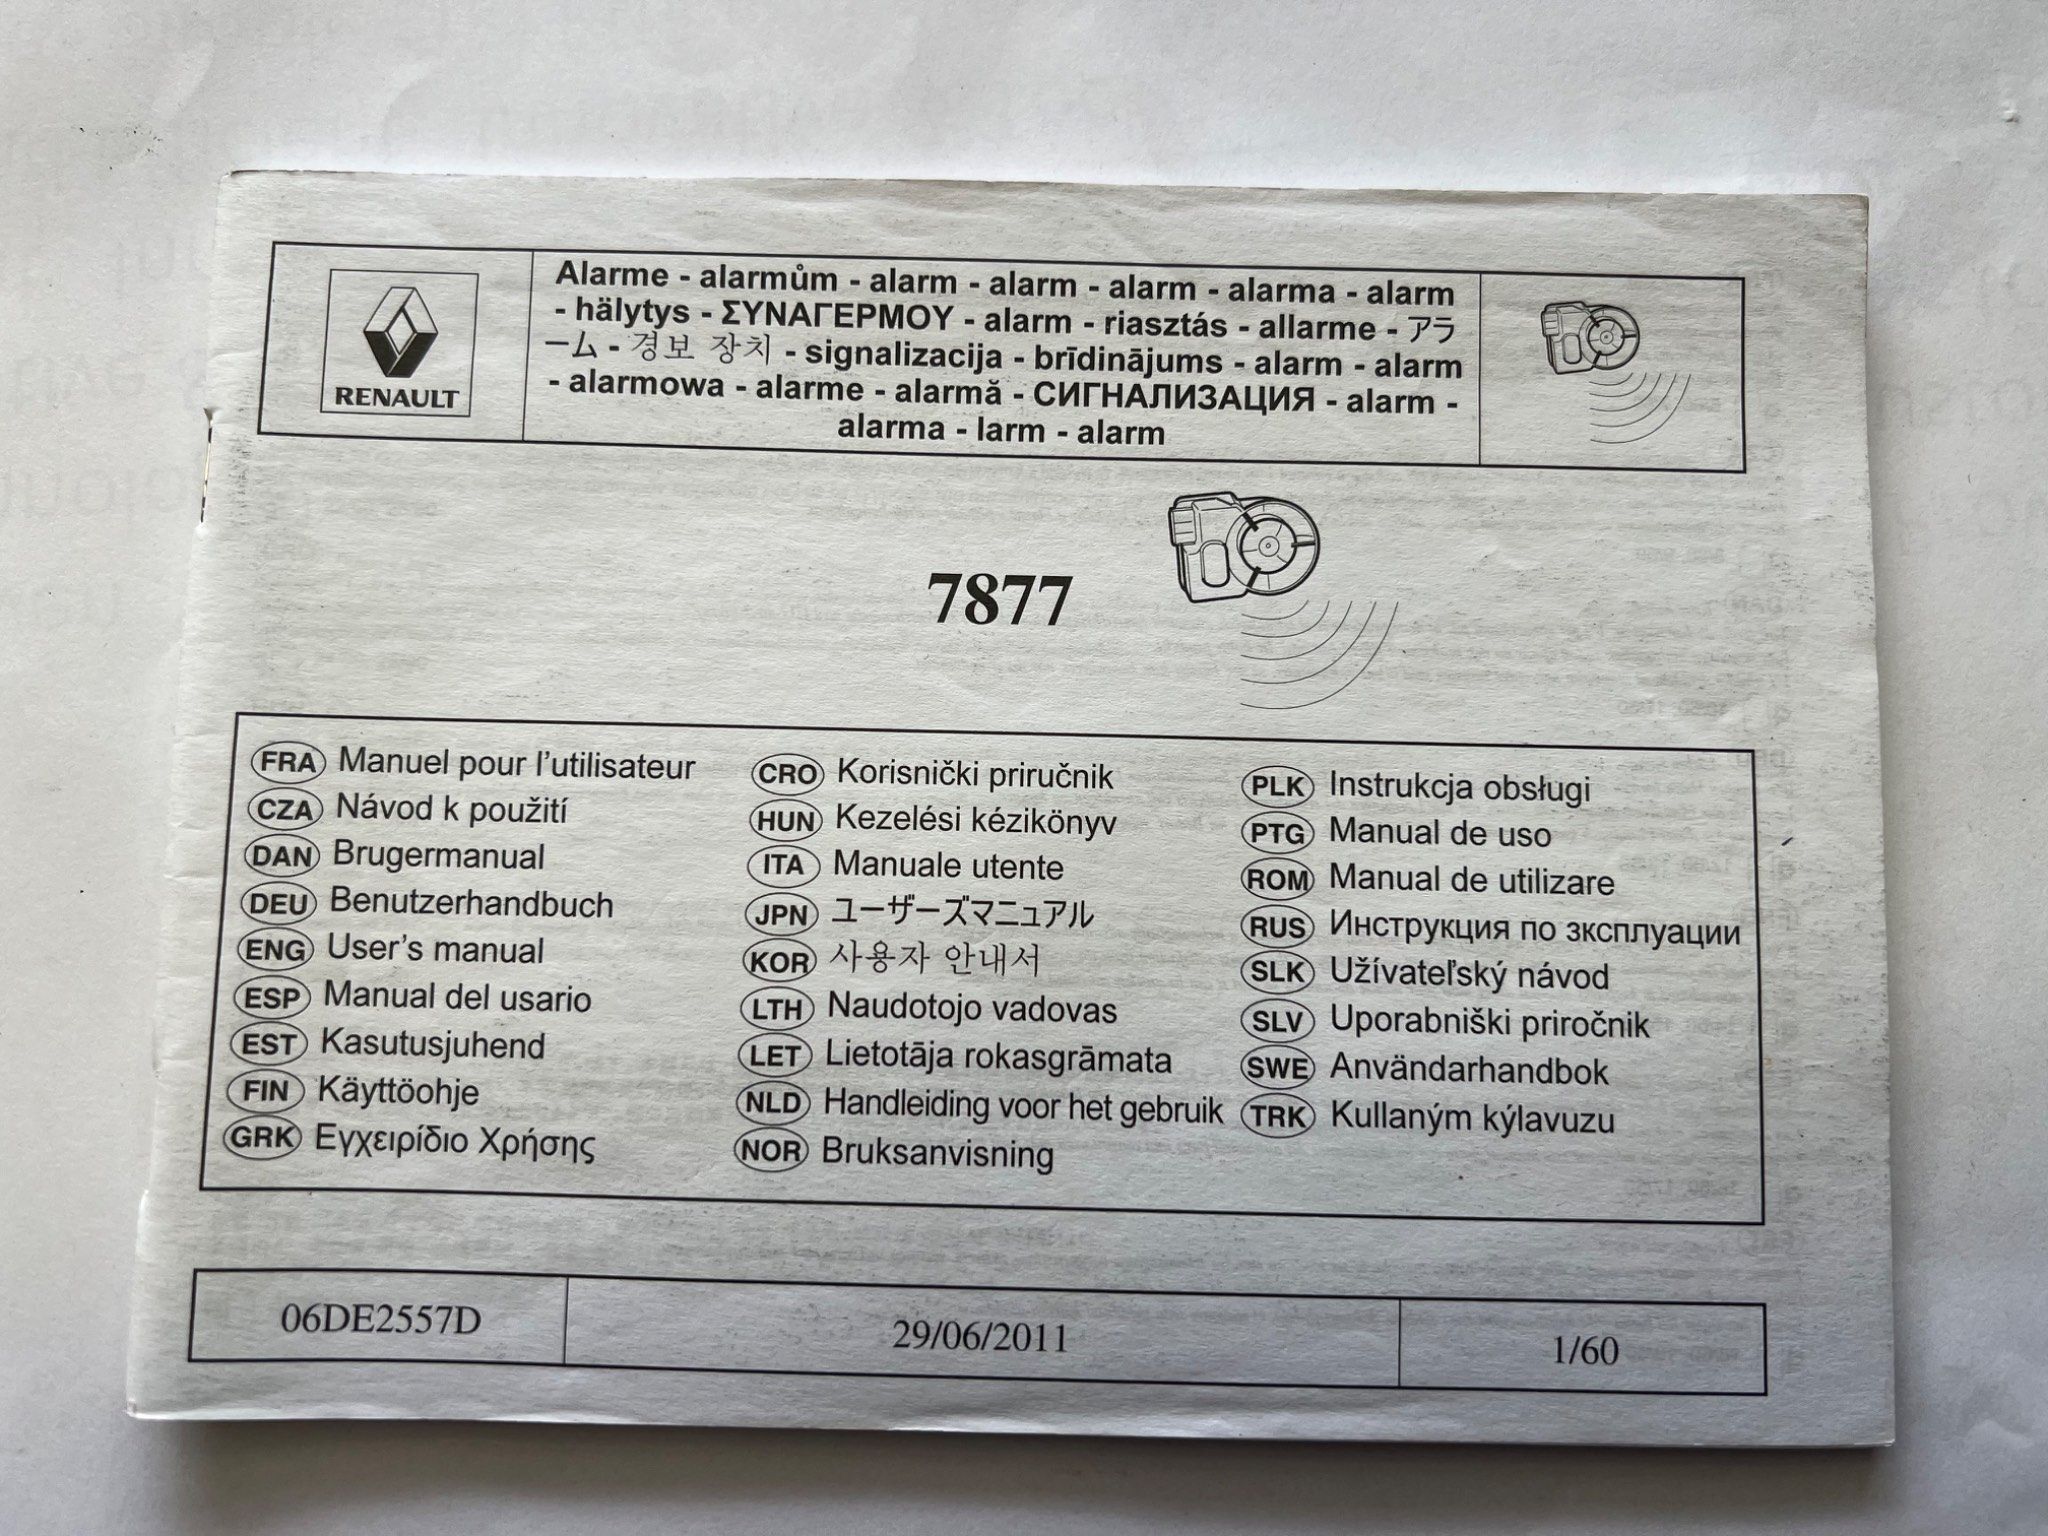 RENAULT
Alarme - alarmům - alarm - alarm - alarm - alarma - alarm
- hälytys - ΣΥΝΑΓΕΡΜΟΥ - alarm - riasztás - allarme - アラ
ーム - 경보 장치 - signalizacija - brīdinājums - alarm - alarm
- alarmowa - alarme - alarmă - СИГНАЛИЗАЦИЯ - alarm -
alarma - larm - alarm
7877
FRA Manuel pour l'utilisateur
CZA Návod k použití
DAN Brugermanual
DEU Benutzerhandbuch
ENG User's manual
ESP Manual del usario
EST Kasutusjuhend
FIN Käyttöohje
GRK Εγχειρίδιο Χρήσης
CRO Korisnički priručnik
HUN Kezelési kézikönyv
ITA Manuale utente
JPN ユーザーズマニュアル
KOR 사용자 안내서
LTH Naudotojo vadovas
LET Lietotāja rokasgrāmata
NLD Handleiding voor het gebruik
NOR Bruksanvisning
PLK Instrukcja obsługi
PTG Manual de uso
ROM Manual de utilizare
RUS Инструкция по зксплуации
SLK Užívateľský návod
SLV Uporabniški priročnik
SWE Användarhandbok
TRK Kullaným kýlavuzu
06DE2557D
29/06/2011
1/60